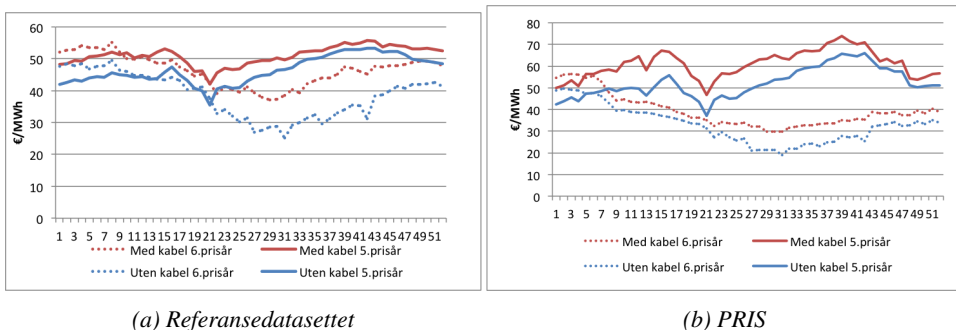 (a)
60
50
40
30
20
10
0
€/MWh
1 3 5 7 9 11 13 15 17 19 21 23 25 27 29 31 33 35 37 39 41 43 45 47 49 51
Med kabel 6.prisår
Med kabel 5.prisår
Uten kabel 6.prisår
Uten kabel 5.prisår
(b)
80
70
60
50
40
30
20
10
0
€/MWh
1 3 5 7 9 11 13 15 17 19 21 23 25 27 29 31 33 35 37 39 41 43 45 47 49 51
Med kabel 6.prisår
Med kabel 5.prisår
Uten kabel 6.prisår
Uten kabel 5.prisår
(a) Referansedatasettet
(b) PRIS